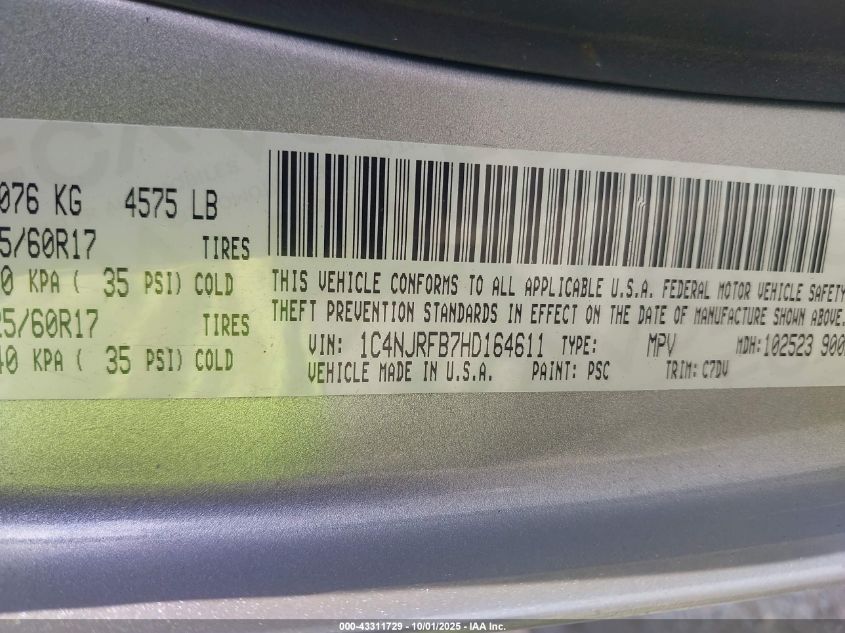 076 KG 4575 LB
5/60R17 TIRES
0 KPA ( 35 PSI) COLD
25/60R17 TIRES
40 KPA ( 35 PSI) COLD
THIS VEHICLE CONFORMS TO ALL APPLICABLE U.S.A. FEDERAL MOTOR VEHICLE SAFETY
THEFT PREVENTION STANDARDS IN EFFECT ON THE DATE OF MANUFACTURE SHOWN ABOVE.
VIN: 1C4NJRFB7HD164611 TYPE: MPV MDH:102523 900
VEHICLE MADE IN U.S.A. PAINT: PSC TRIM: C7DV
000-43311729 - 10/01/2025 - IAA Inc.